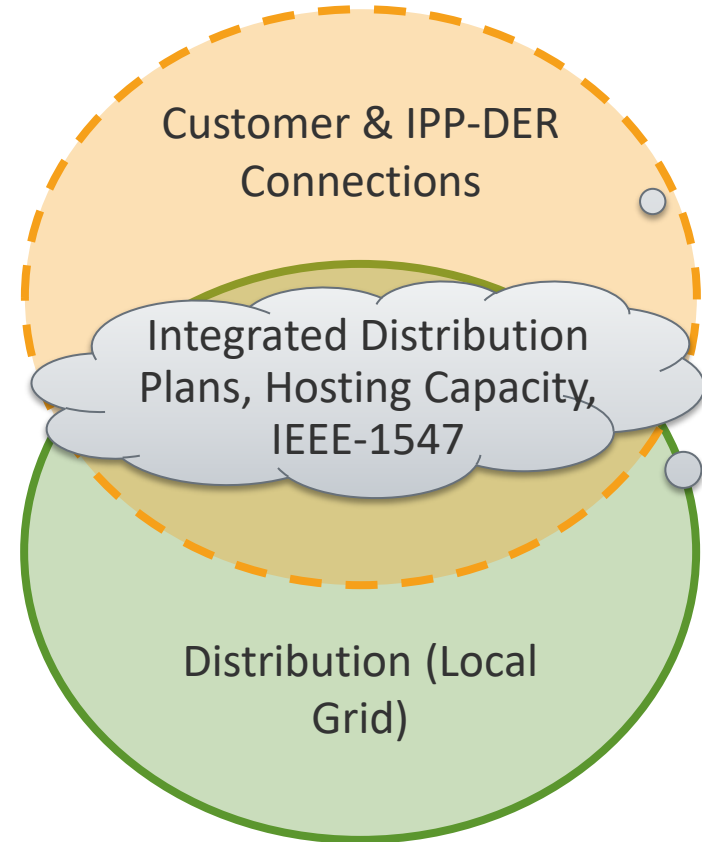 Customer & IPP-DER
Connections
Integrated Distribution
Plans, Hosting Capacity,
IEEE-1547
Distribution (Local
Grid)